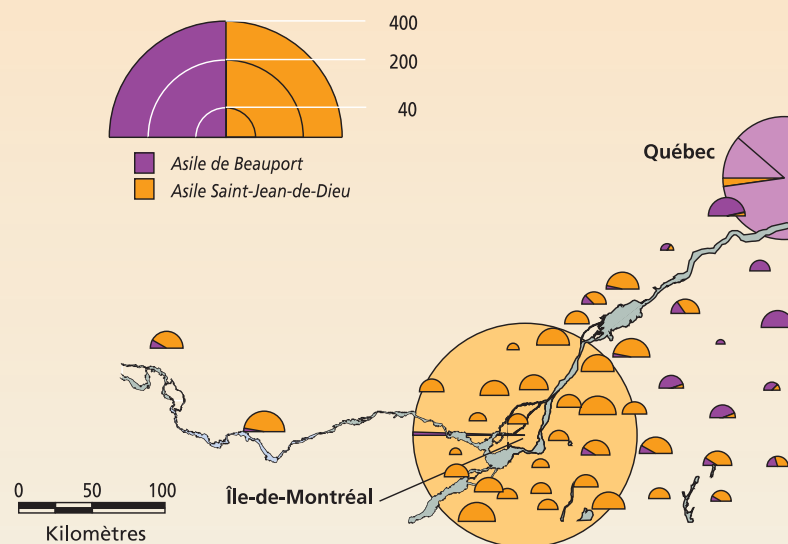 400
200
40
Asile de Beauport
Asile Saint-Jean-de-Dieu
Québec
Île-de-Montréal
0 50 100
Kilomètres